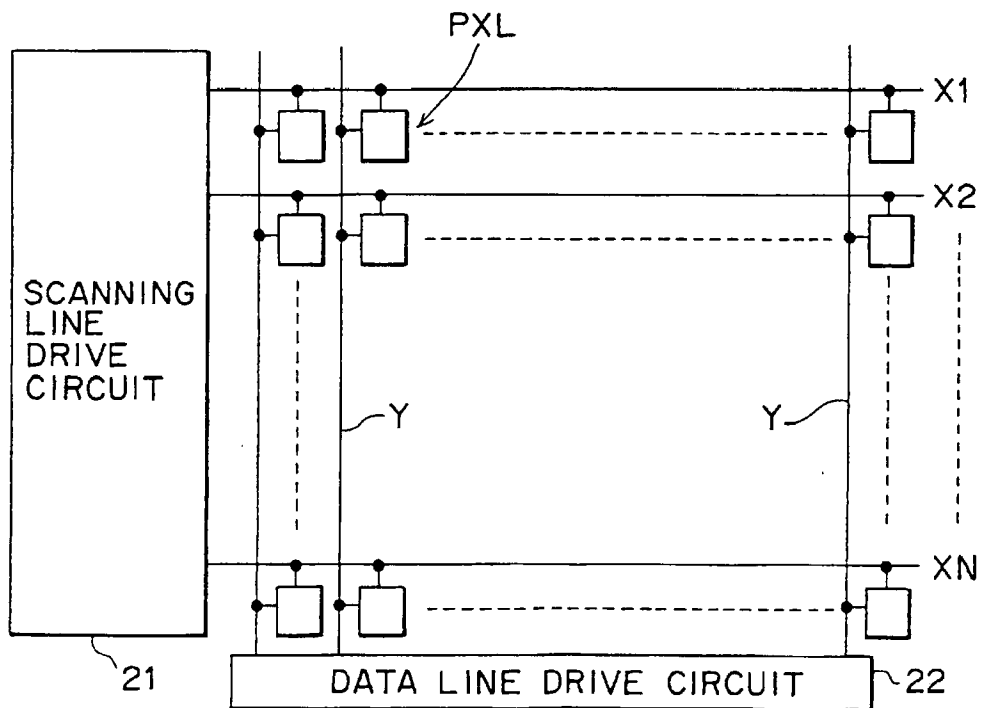 PXL
X1
X2
SCANNING
LINE
DRIVE
CIRCUIT
Y
Y
XN
21
DATA LINE DRIVE CIRCUIT
22